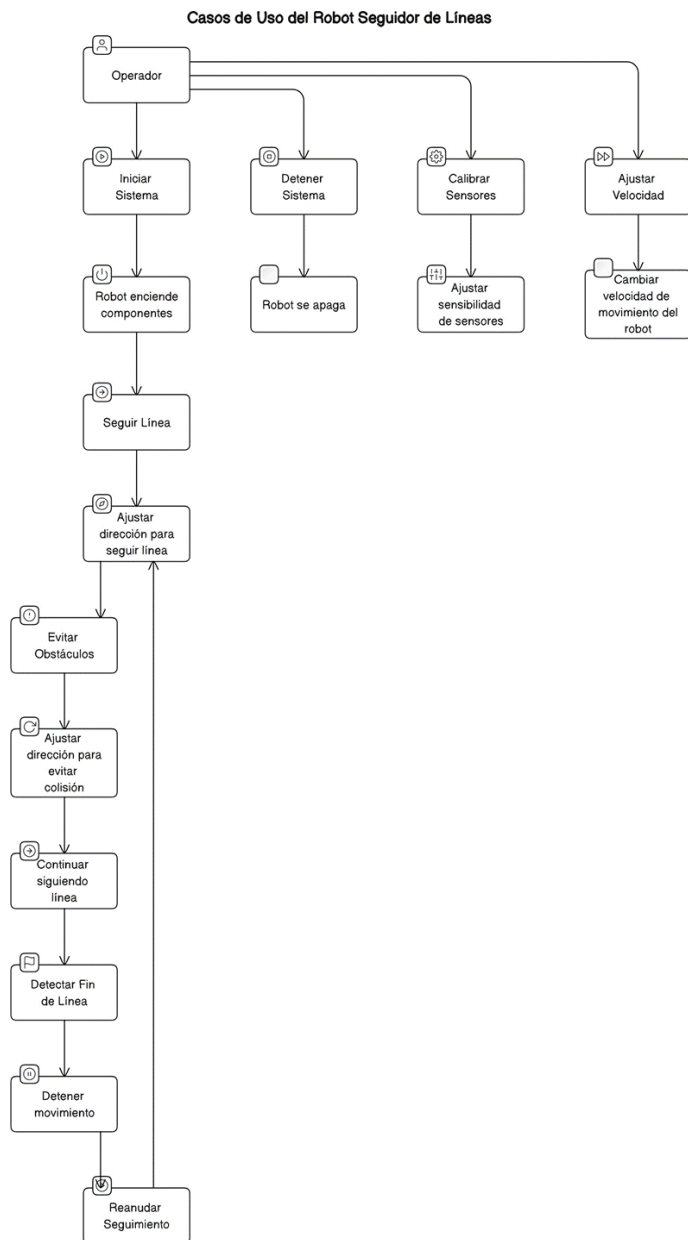 Casos de Uso del Robot Seguidor de Líneas
Operador
Iniciar
Sistema
Detener
Sistema
Calibrar
Sensores
Ajustar
Velocidad
Robot enciende
componentes
Robot se apaga
Ajustar
sensibilidad
de sensores
Cambiar
velocidad de
movimiento del
robot
Seguir Línea
Ajustar
dirección para
seguir línea
Evitar
Obstáculos
Ajustar
dirección para
evitar
colisión
Continuar
siguiendo
línea
Detectar Fin
de Línea
Detener
movimiento
Reanudar
Seguimiento